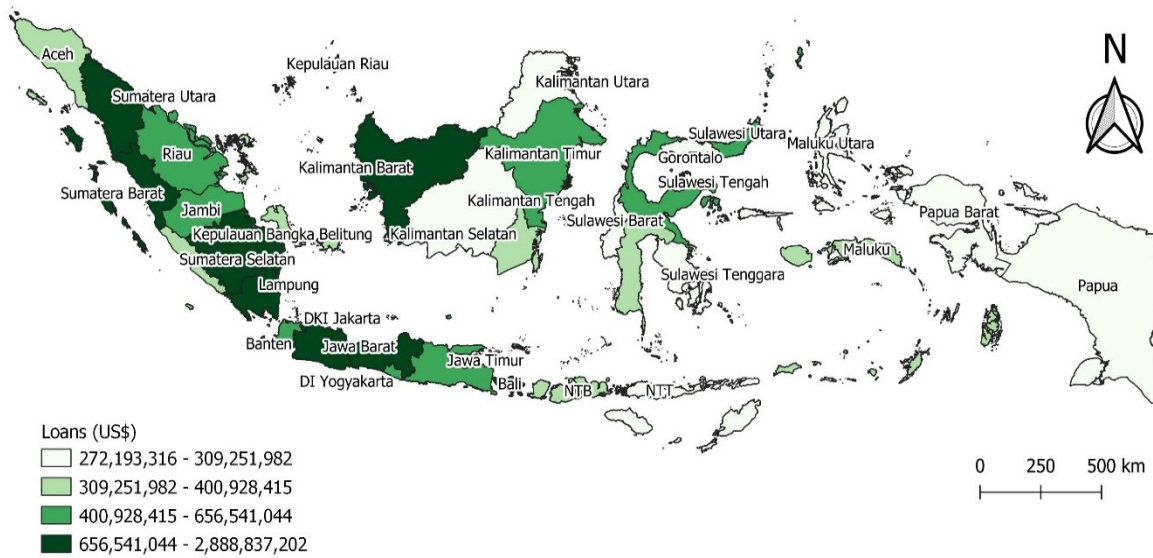 Aceh
Sumatera Utara
Riau
Sumatera Barat
Jambi
Kepulauan Bangka Belitung
Sumatera Selatan
Lampung
Kepulauan Riau
Kalimantan Utara
Kalimantan Timur
Kalimantan Barat
Kalimantan Tengah
Kalimantan Selatan
Sulawesi Utara
Gorontalo
Sulawesi Tengah
Sulawesi Barat
Sulawesi Tenggara
Maluku Utara
Maluku
Papua Barat
Papua
DKI Jakarta
Banten
Jawa Barat
Jawa Timur
DI Yogyakarta
Bali
NTB
NTT
N
Loans (US$)
272,193,316 - 309,251,982
309,251,982 - 400,928,415
400,928,415 - 656,541,044
656,541,044 - 2,888,837,202
0 250 500 km